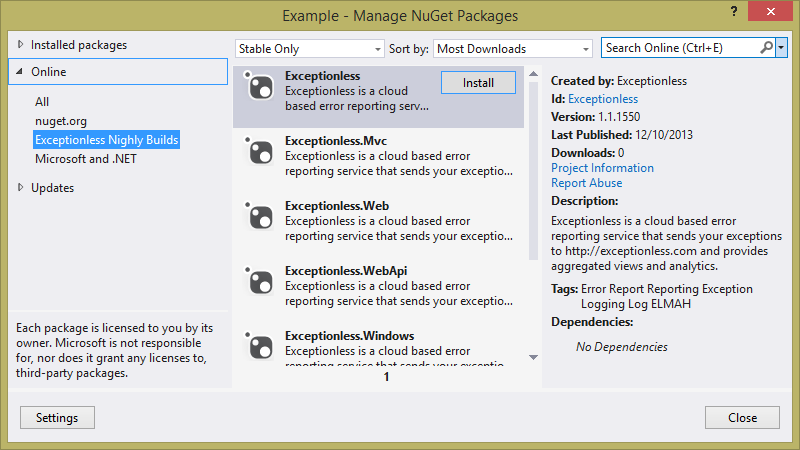 Example - Manage NuGet Packages
?
Installed packages
Online
All
nuget.org
Exceptionless Nighly Builds
Microsoft and .NET
Updates
Each package is licensed to you by its
owner. Microsoft is not responsible
for, nor does it grant any licenses to,
third-party packages.
Settings
Stable Only
Sort by:
Most Downloads
Exceptionless
Exceptionless is a cloud
based error reporting serv...
Install
Exceptionless.Mvc
Exceptionless is a cloud based error
reporting service that sends your exceptio...
Exceptionless.Web
Exceptionless is a cloud based error
reporting service that sends your exceptio...
Exceptionless.WebApi
Exceptionless is a cloud based error
reporting service that sends your exceptio...
Exceptionless.Windows
Exceptionless is a cloud based error
reporting service that sends your exceptio...
1
Search Online (Ctrl+E)
Created by: Exceptionless
Id: Exceptionless
Version: 1.1.1550
Last Published: 12/10/2013
Downloads: 0
Project Information
Report Abuse
Description:
Exceptionless is a cloud based error
reporting service that sends your exceptions
to http://exceptionless.com and provides
aggregated views and analytics.
Tags: Error Report Reporting Exception
Logging Log ELMAH
Dependencies:
No Dependencies
Close